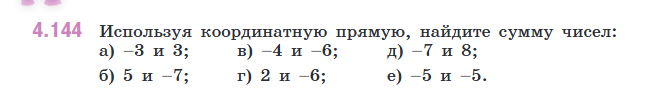 4.144 Используя координатную прямую, найдите сумму чисел:
а) –3 и 3; в) –4 и –6; д) –7 и 8;
б) 5 и –7; г) 2 и –6; е) –5 и –5.